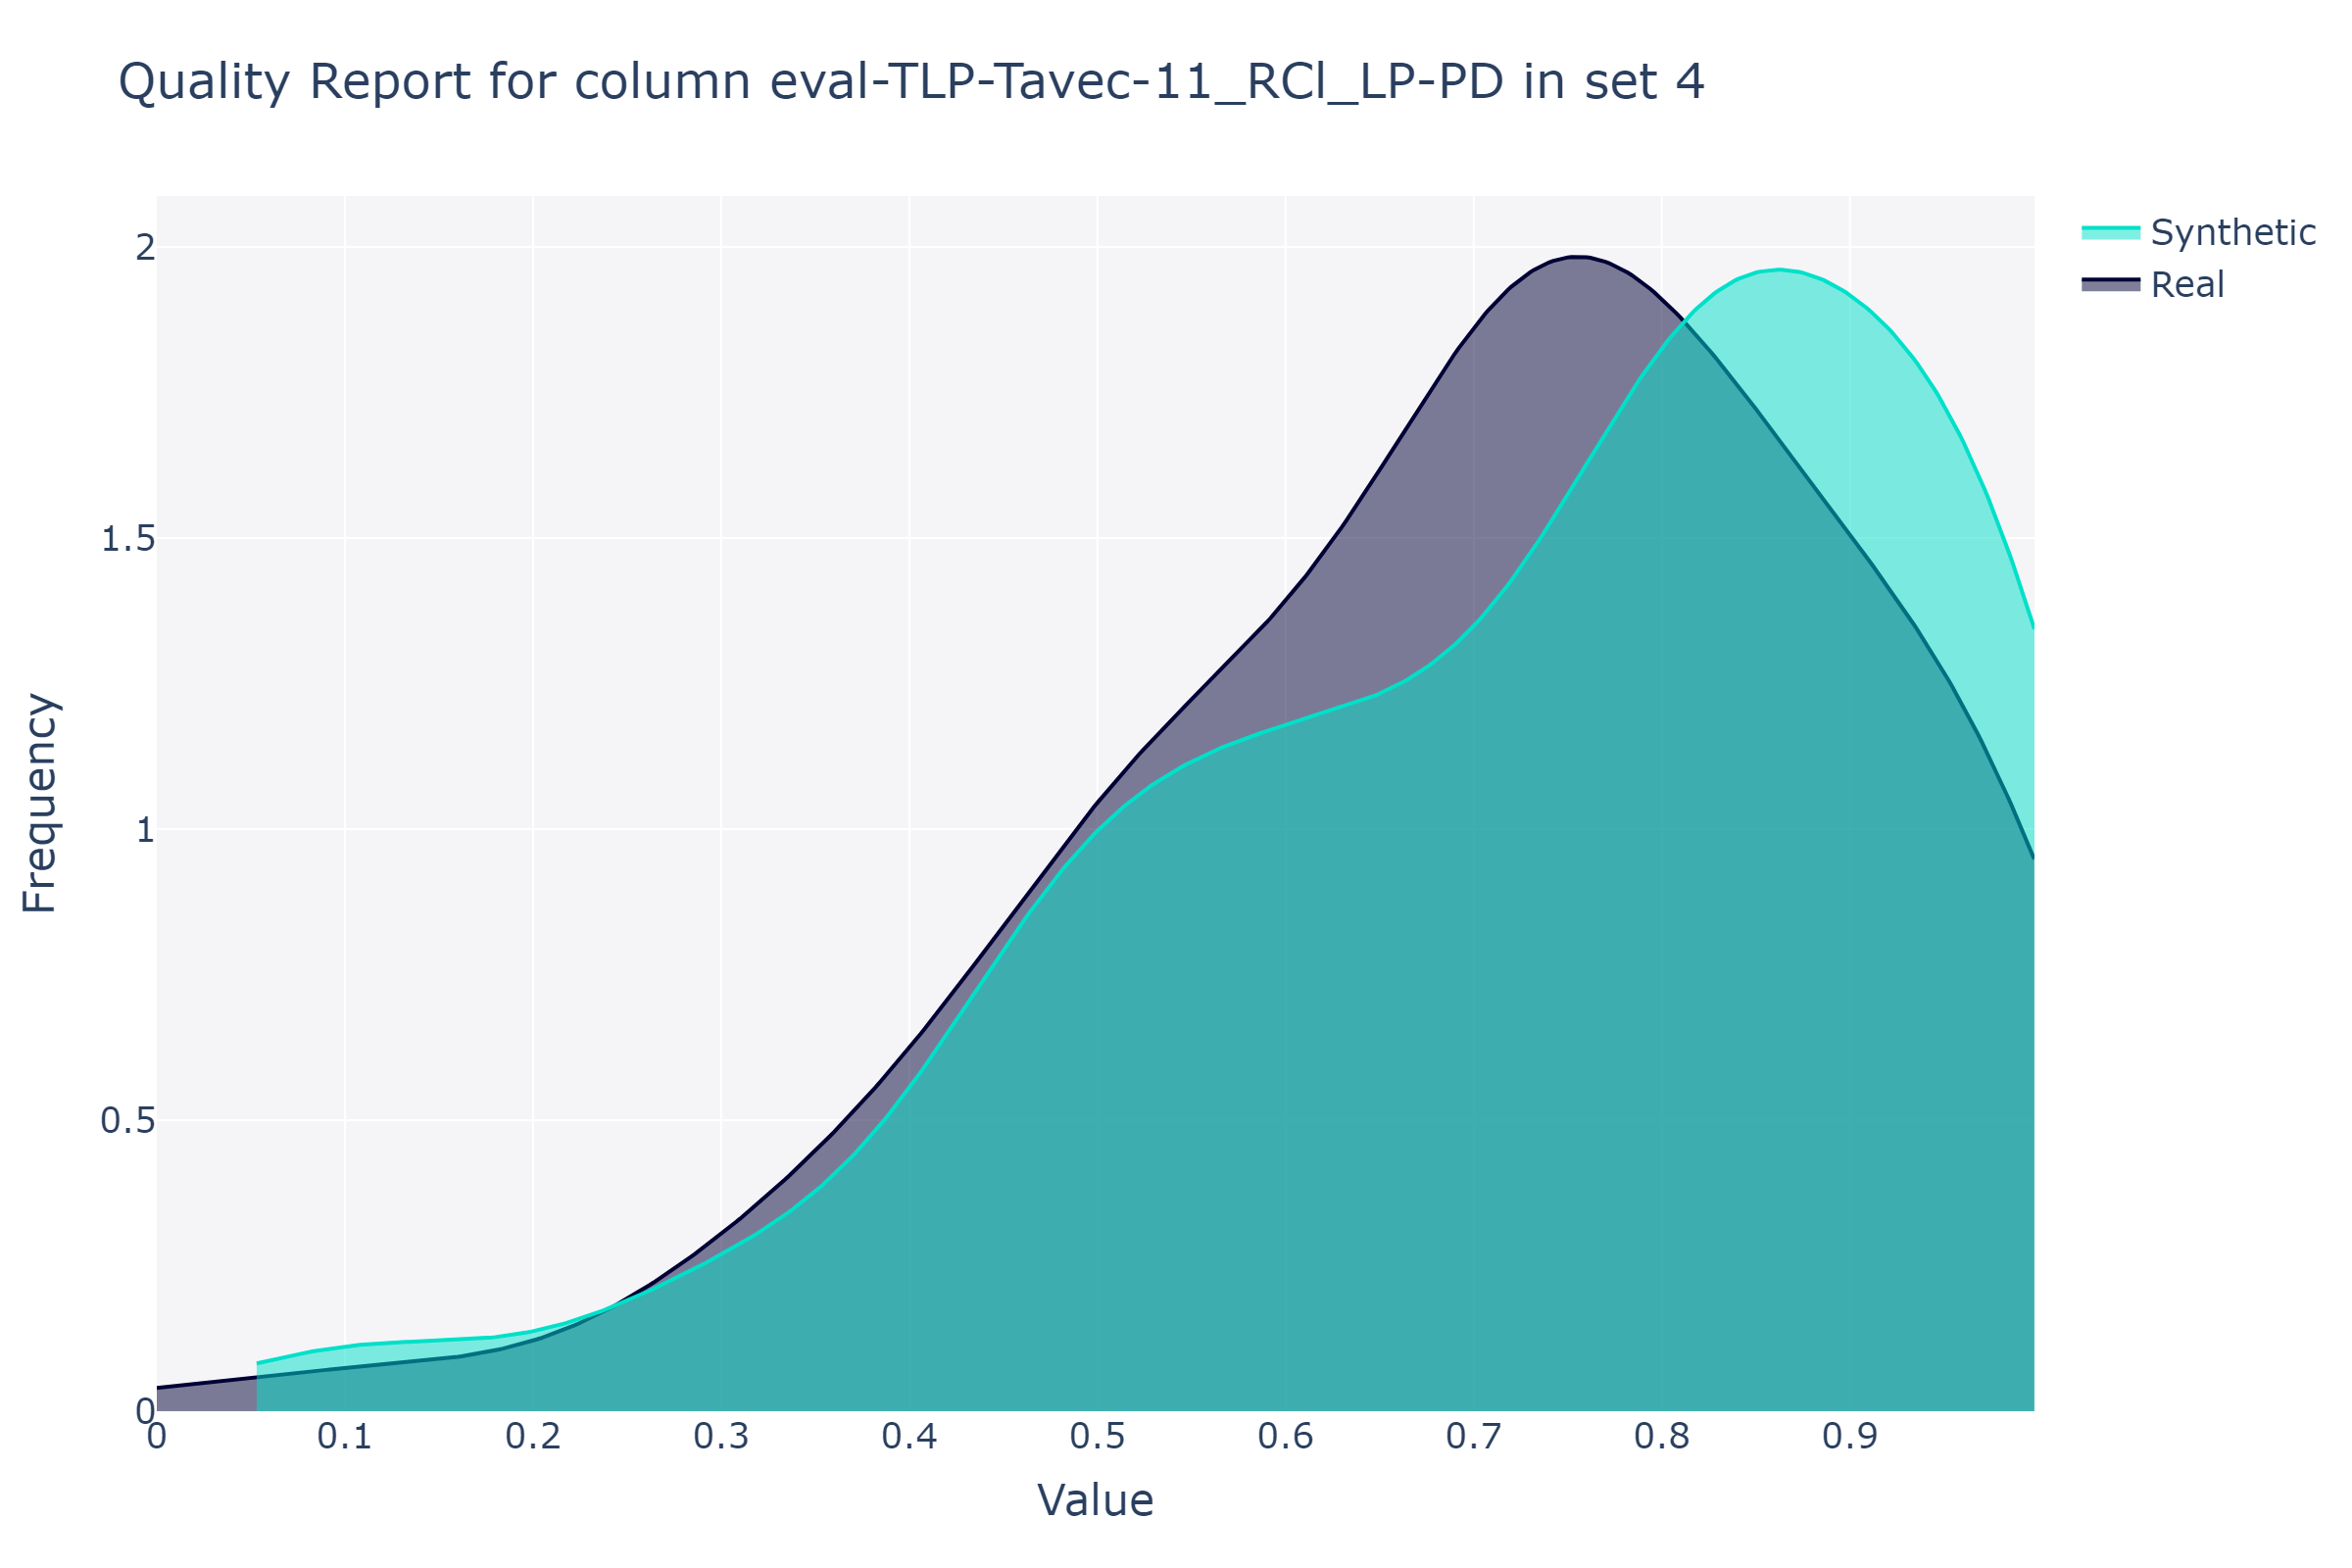 Quality Report for column eval-TLP-Tavec-11_RCl_LP-PD in set 4
Synthetic
Real
2
1.5
1
0.5
0
0 0.1 0.2 0.3 0.4 0.5 0.6 0.7 0.8 0.9
Frequency
Value